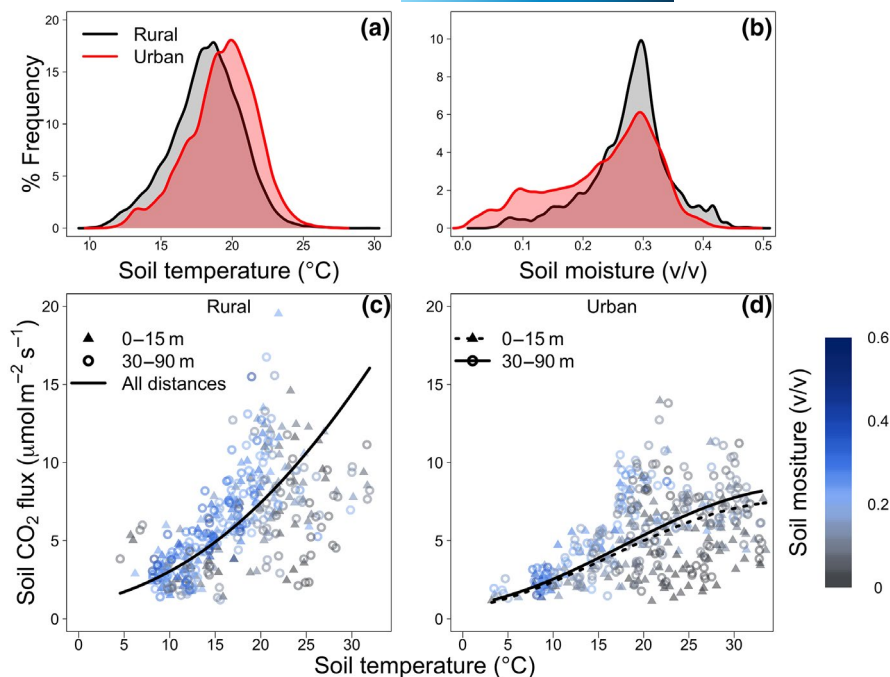 (a)
Rural
Urban
% Frequency
20
15
10
5
0
10 15 20 25 30
Soil temperature (°C)
(b)
10
8
6
4
2
0
0.0 0.1 0.2 0.3 0.4 0.5
Soil moisture (v/v)
Rural
(c)
0–15 m
30–90 m
All distances
Soil CO2 flux (μmol m−2 s−1)
20
15
10
5
0
0 5 10 15 20 25 30
Urban
(d)
0–15 m
30–90 m
20
15
10
5
0
0 5 10 15 20 25 30
Soil temperature (°C)
Soil mositure (v/v)
0.6
0.4
0.2
0